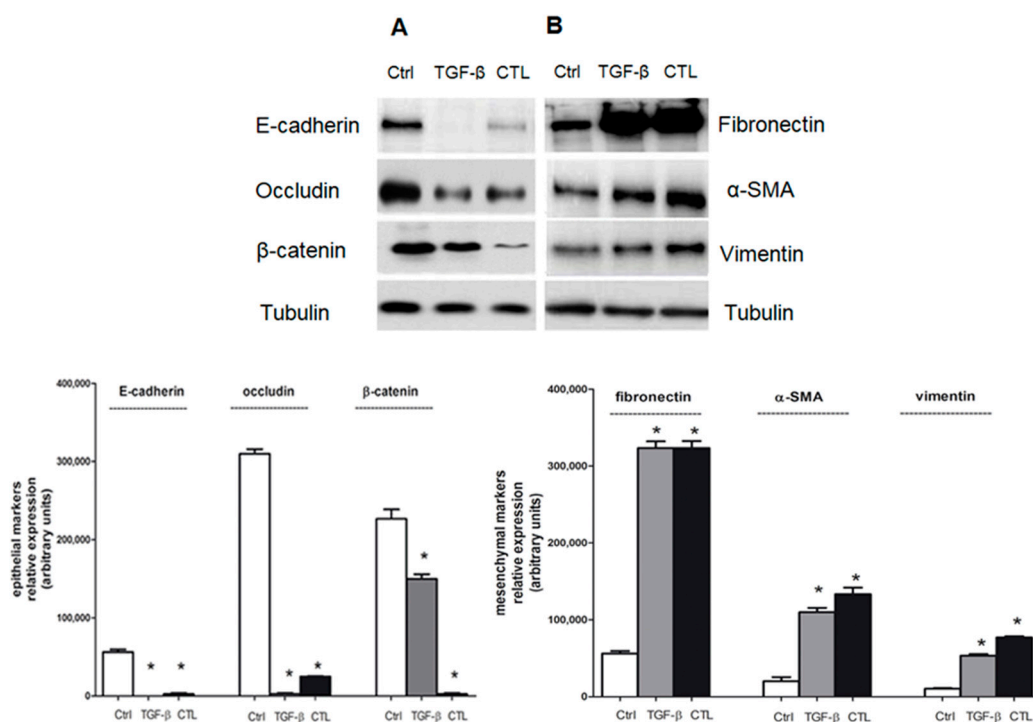 A B
Ctrl TGF-β CTL Ctrl TGF-β CTL
E-cadherin Fibronectin
Occludin α-SMA
β-catenin Vimentin
Tubulin Tubulin
epithelial markers
relative expression
(arbitrary units)
400,000
300,000
200,000
100,000
0
E-cadherin occludin β-catenin
* * * * * *
Ctrl TGF-β CTL Ctrl TGF-β CTL Ctrl TGF-β CTL
mesenchymal markers
relative expression
(arbitrary units)
400,000
300,000
200,000
100,000
0
fibronectin α-SMA vimentin
* * * * * *
Ctrl TGF-β CTL Ctrl TGF-β CTL Ctrl TGF-β CTL